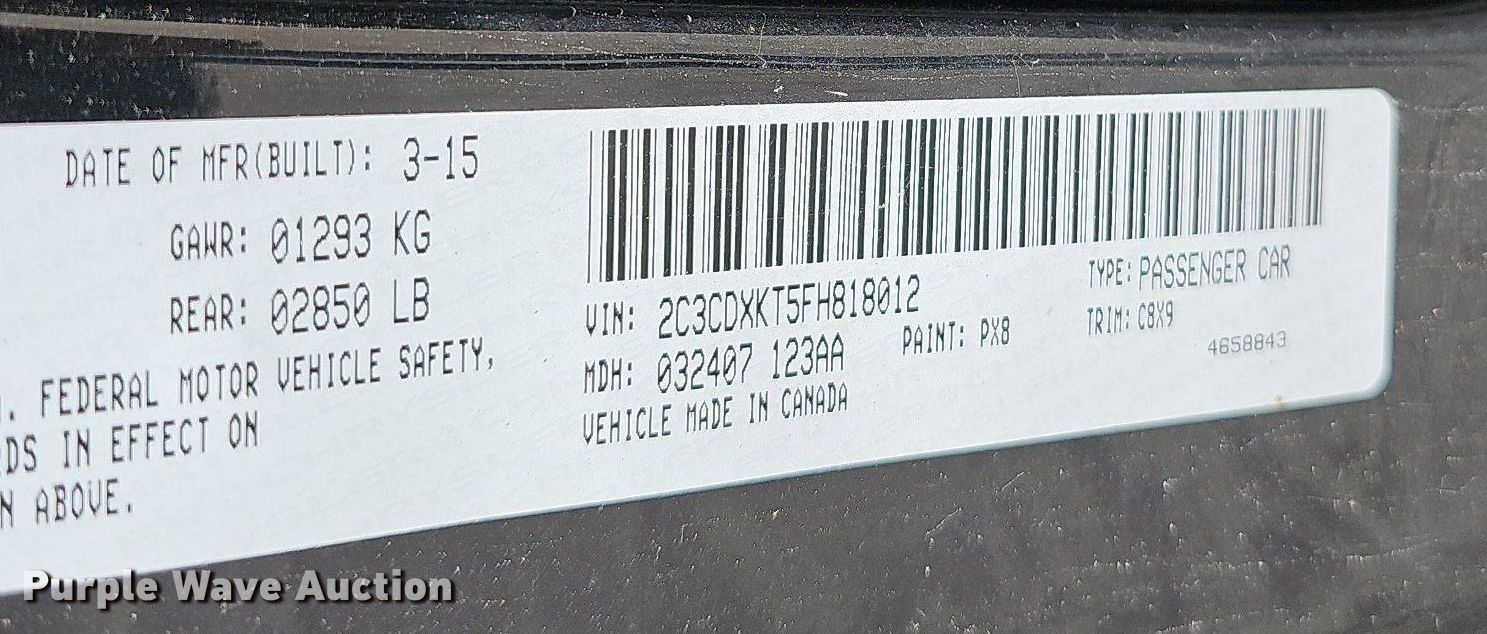 DATE OF MFR(BUILT): 3-15
GAWR: 01293 KG
REAR: 02850 LB
. FEDERAL MOTOR VEHICLE SAFETY,
DS IN EFFECT ON
N ABOVE.
VIN: 2C3CDXKT5FH818012
MDH: 032407 123AA
PAINT: PX8
VEHICLE MADE IN CANADA
TYPE: PASSENGER CAR
TRIM: C8X9
4658843
Purple Wave Auction